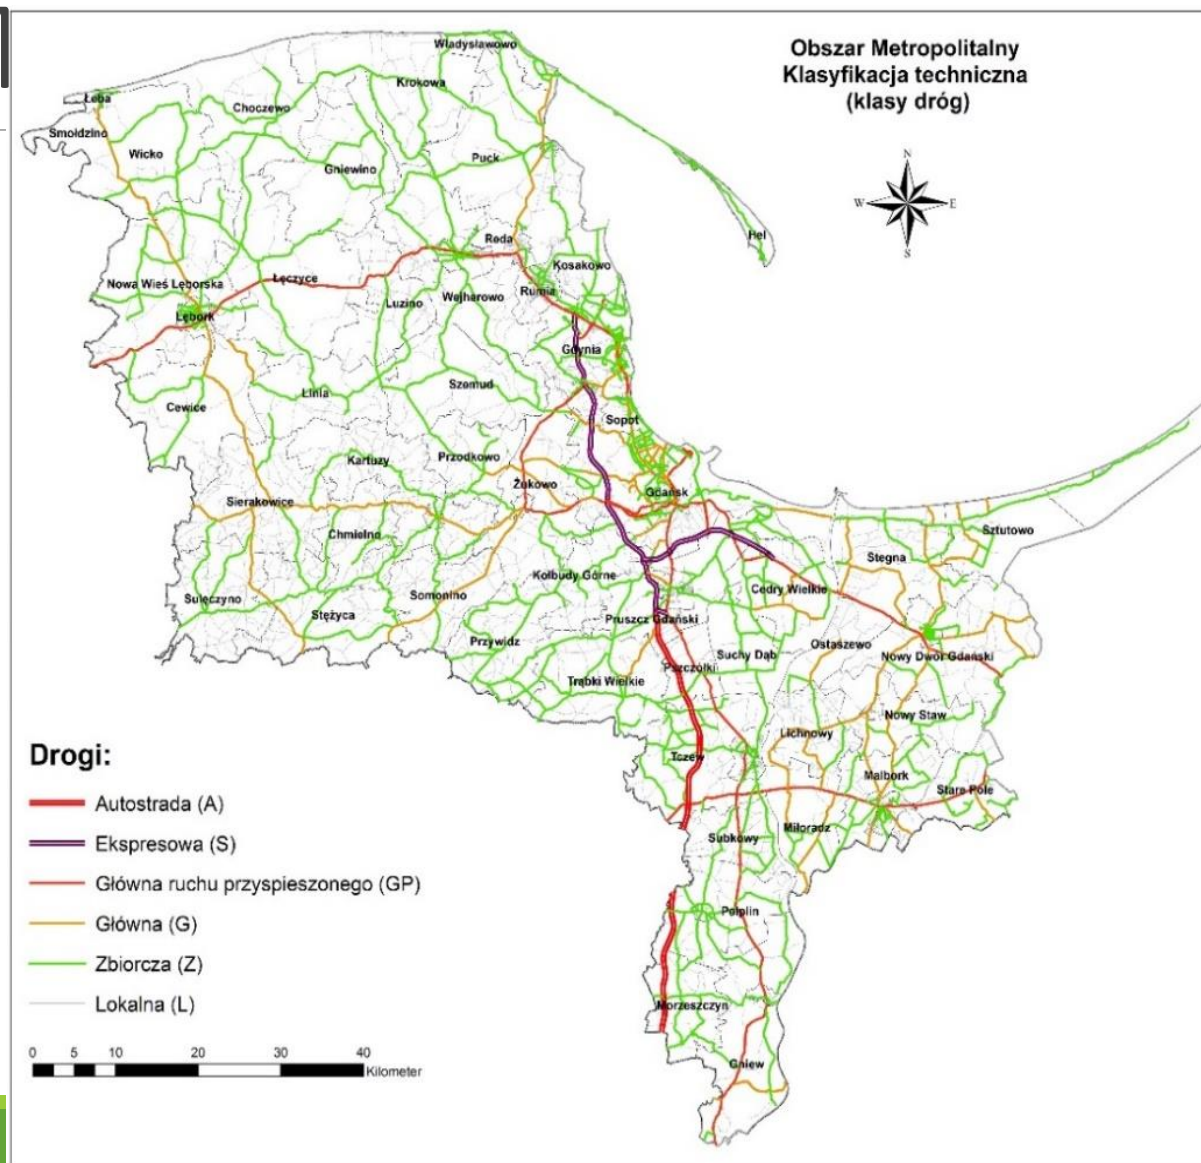 Obszar Metropolitalny
Klasyfikacja techniczna
(klasy dróg)
N
W
E
S
Władysławowo
Krokowa
Łeba
Choczewo
Smołdzino
Wicko
Puck
Gniewino
Hel
Reda
Kosakowo
Łęczyce
Nowa Wieś Lęborska
Rumia
Luzino
Wejharowo
Lębork
Gdynia
Szemud
Linia
Cewice
Sopot
Kartuzy
Przodkowo
Żukowo
Gdańsk
Sierakowice
Chmielno
Sztutowo
Stegna
Kolbudy Górne
Cedry Wielkie
Sulęczyno
Somonino
Stężyca
Pruszcz Gdański
Przywidz
Ostaszewo
Suchy Dąb
Nowy Dwór Gdański
Pszczółki
Trąbki Wielkie
Nowy Staw
Lichnowy
Tczew
Malbork
Stare Pole
Miłoradz
Subkowy
Pelplin
Morzeszczyn
Gniew
Drogi:
Autostrada (A)
Ekspresowa (S)
Główna ruchu przyspieszonego (GP)
Główna (G)
Zbiorcza (Z)
Lokalna (L)
0 5 10 20 30 40
Kilometer